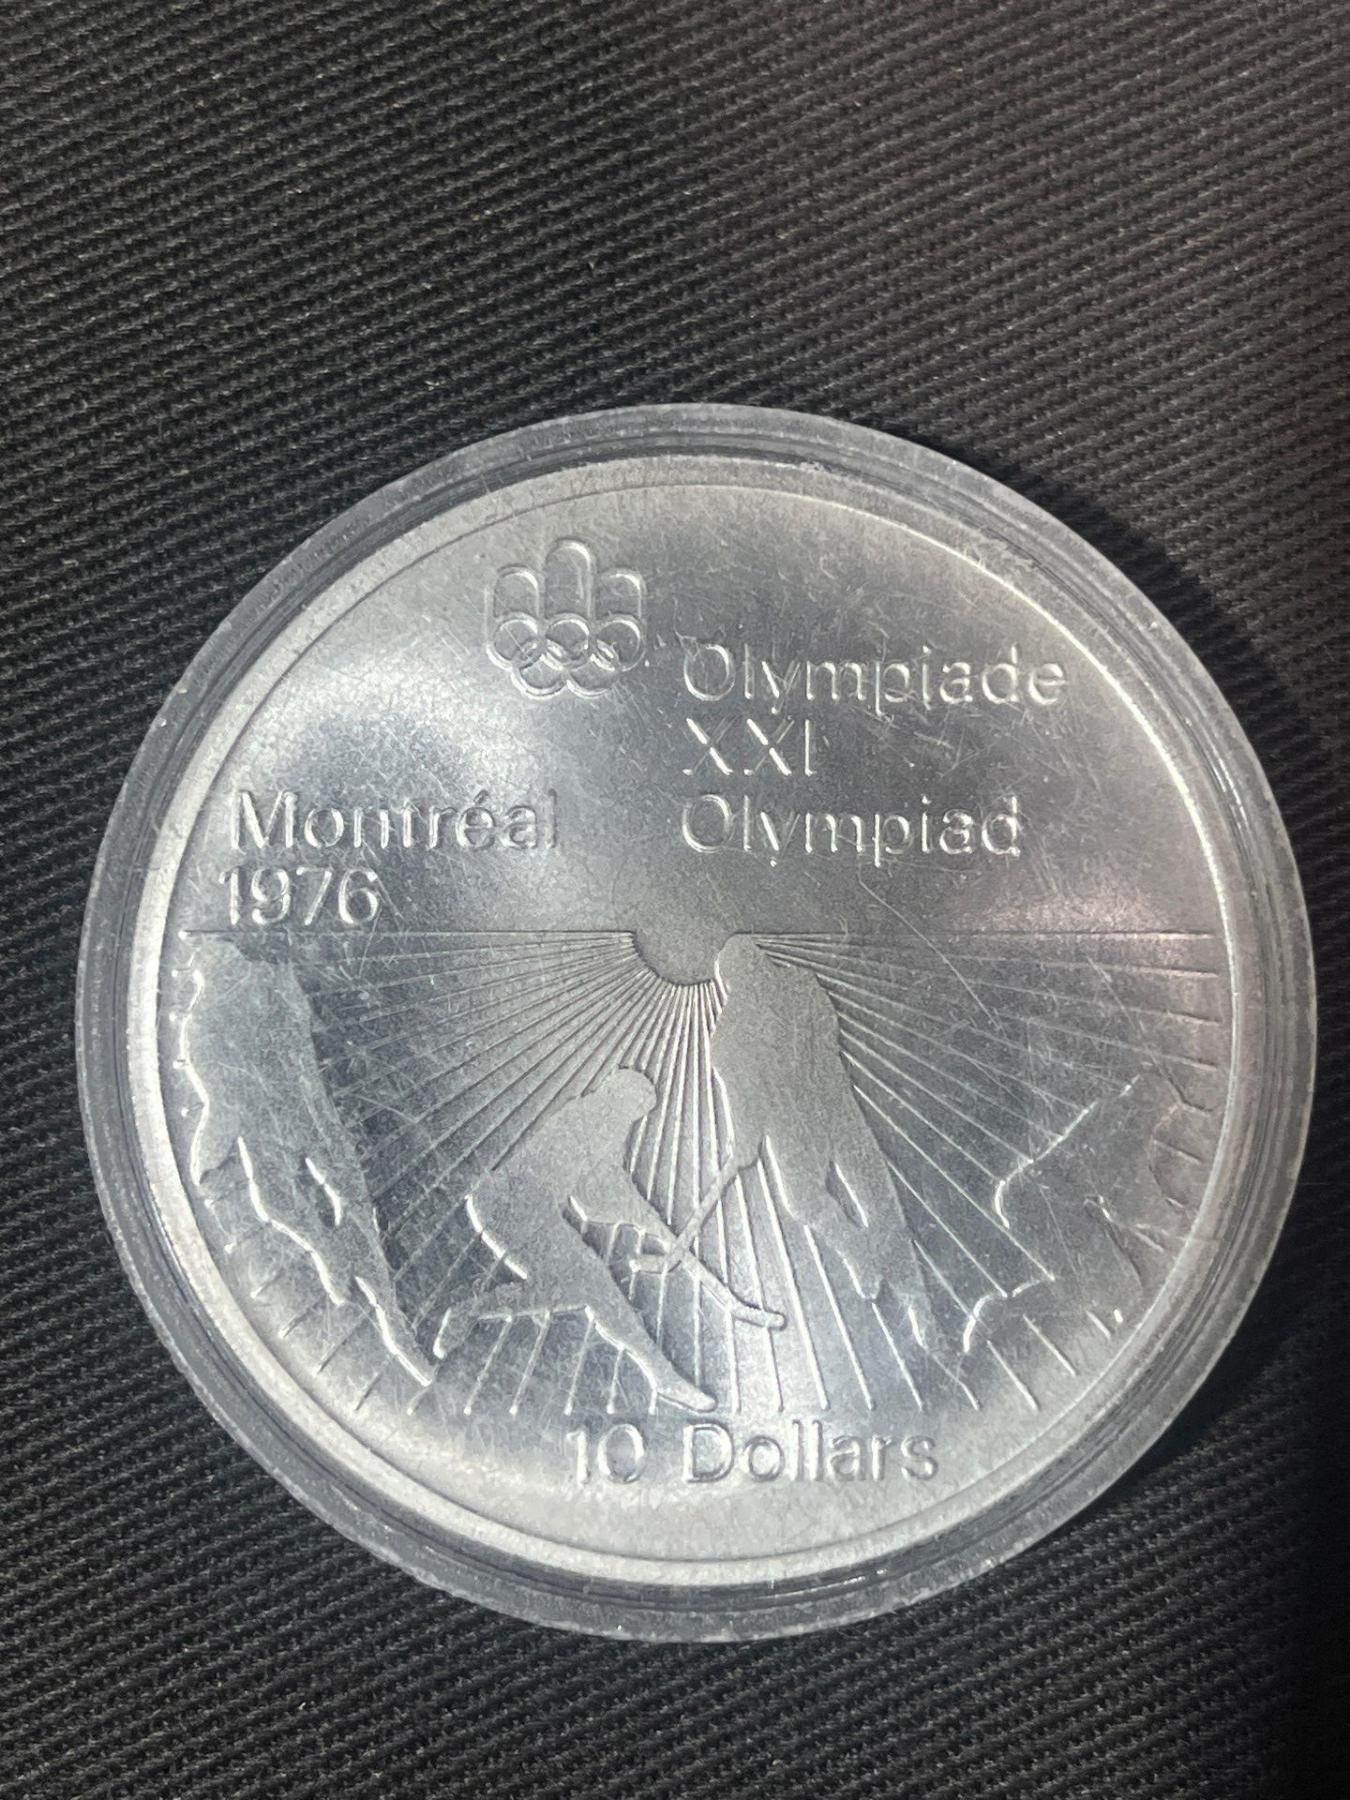 Olympiade
XXI
Olympiad
Montréal
1976
10 Dollars